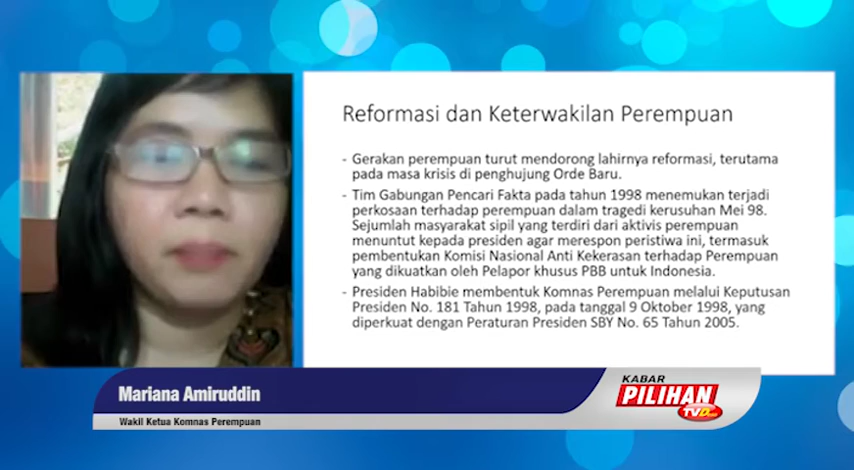 Reformasi dan Keterwakilan Perempuan
- Gerakan perempuan turut mendorong lahirnya reformasi, terutama
pada masa krisis di penghujung Orde Baru.
- Tim Gabungan Pencari Fakta pada tahun 1998 menemukan terjadi
perkosaan terhadap perempuan dalam tragedi kerusuhan Mei 98.
Sejumlah masyarakat sipil yang terdiri dari aktivis perempuan
menuntut kepada presiden agar merespon peristiwa ini, termasuk
pembentukan Komisi Nasional Anti Kekerasan terhadap Perempuan
yang dikuatkan oleh Pelapor khusus PBB untuk Indonesia.
- Presiden Habibie membentuk Komnas Perempuan melalui Keputusan
Presiden No. 181 Tahun 1998, pada tanggal 9 Oktober 1998, yang
diperkuat dengan Peraturan Presiden SBY No. 65 Tahun 2005.
Mariana Amiruddin
Wakil Ketua Komnas Perempuan
KABAR
PILIHAN